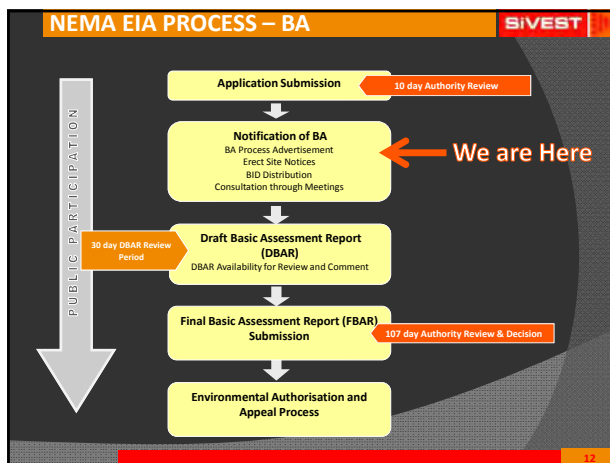 NEMA EIA PROCESS – BA
SiVEST
Application Submission
10 day Authority Review
PUBLIC PARTICIPATION
Notification of BA
BA Process Advertisement
Erect Site Notices
BID Distribution
Consultation through Meetings
We are Here
30 day DBAR Review
Period
Draft Basic Assessment Report
(DBAR)
DBAR Availability for Review and Comment
Final Basic Assessment Report (FBAR)
Submission
107 day Authority Review & Decision
Environmental Authorisation and
Appeal Process
12